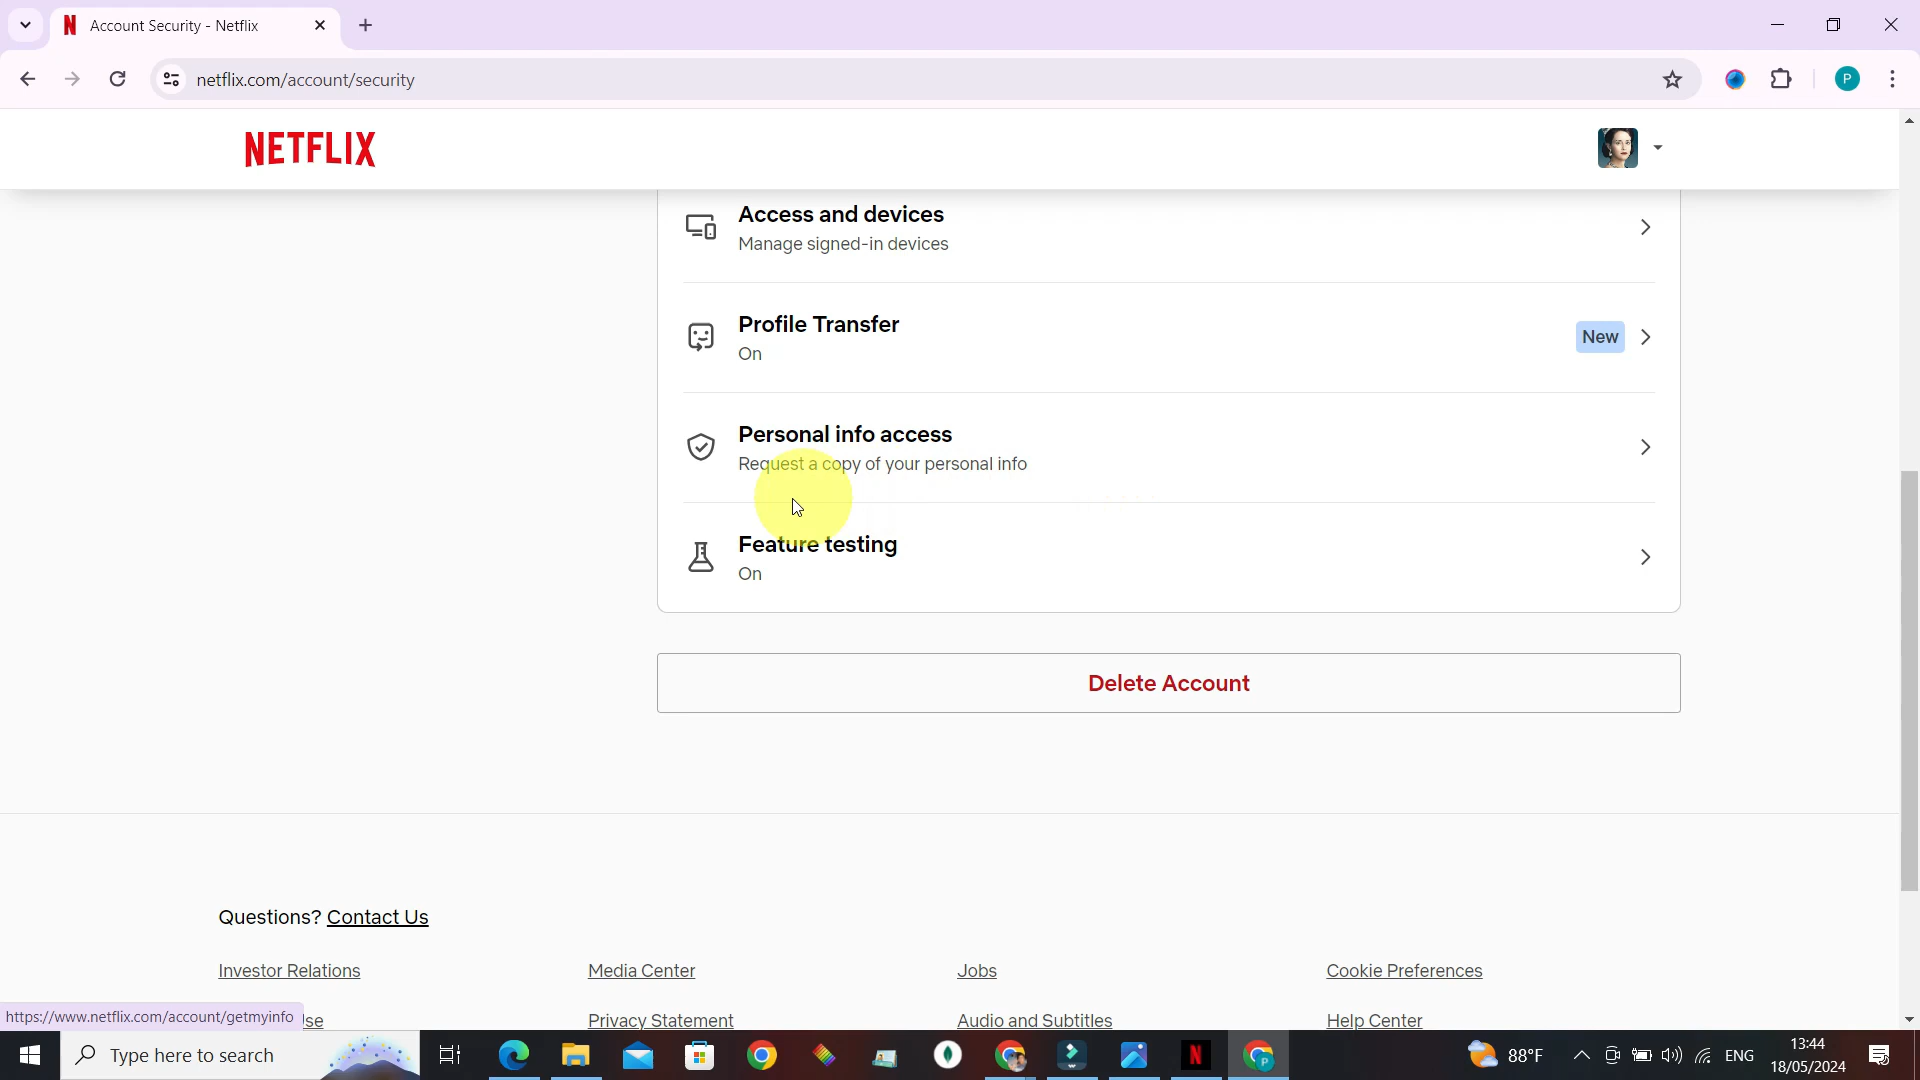 Account Security - Netflix
netflix.com/account/security
P
NETFLIX
Access and devices
Manage signed-in devices
Profile Transfer
On
New
Personal info access
Request a copy of your personal info
Feature testing
On
Delete Account
Questions? Contact Us
Investor Relations
Media Center
Jobs
Cookie Preferences
https://www.netflix.com/account/getmyinfo
se
Privacy Statement
Audio and Subtitles
Help Center
Type here to search
88°F
ENG
13:44
18/05/2024